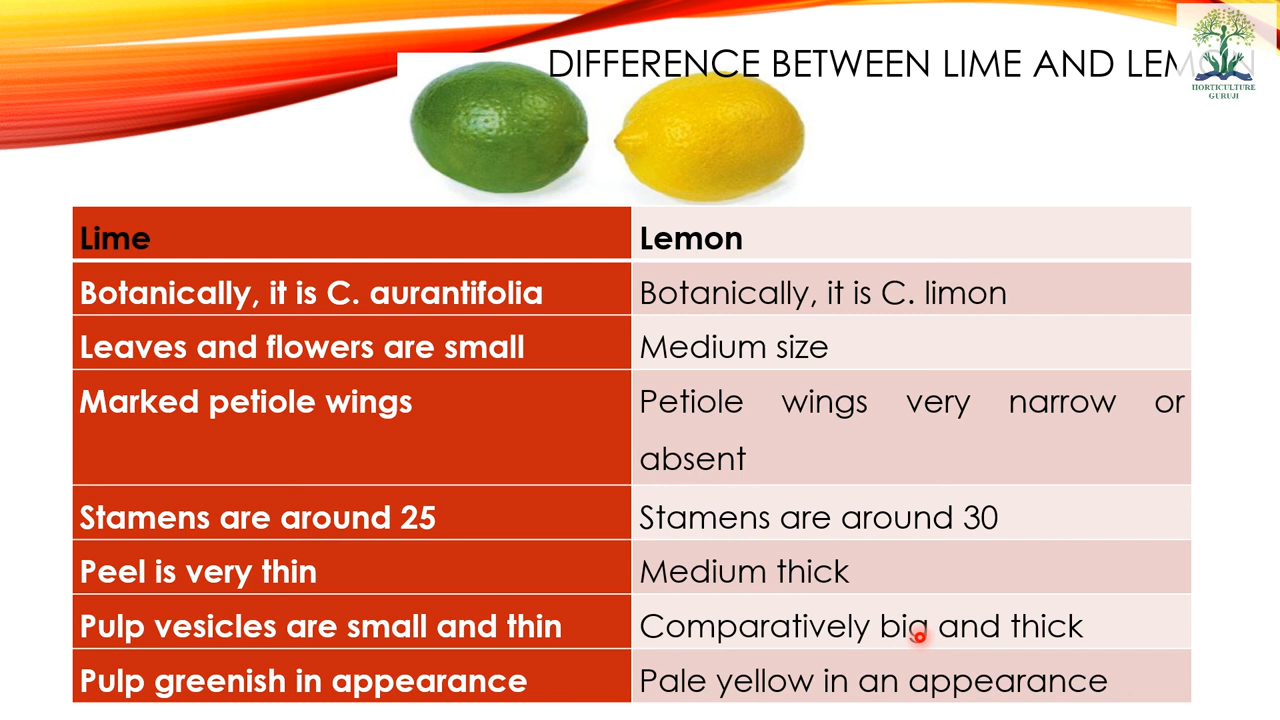 DIFFERENCE BETWEEN LIME AND LEMON
HORTICULTURE
GURUJI
Lime
Lemon
Botanically, it is C. aurantifolia
Botanically, it is C. limon
Leaves and flowers are small
Medium size
Marked petiole wings
Petiole wings very narrow or
absent
Stamens are around 25
Stamens are around 30
Peel is very thin
Medium thick
Pulp vesicles are small and thin
Comparatively big and thick
Pulp greenish in appearance
Pale yellow in an appearance